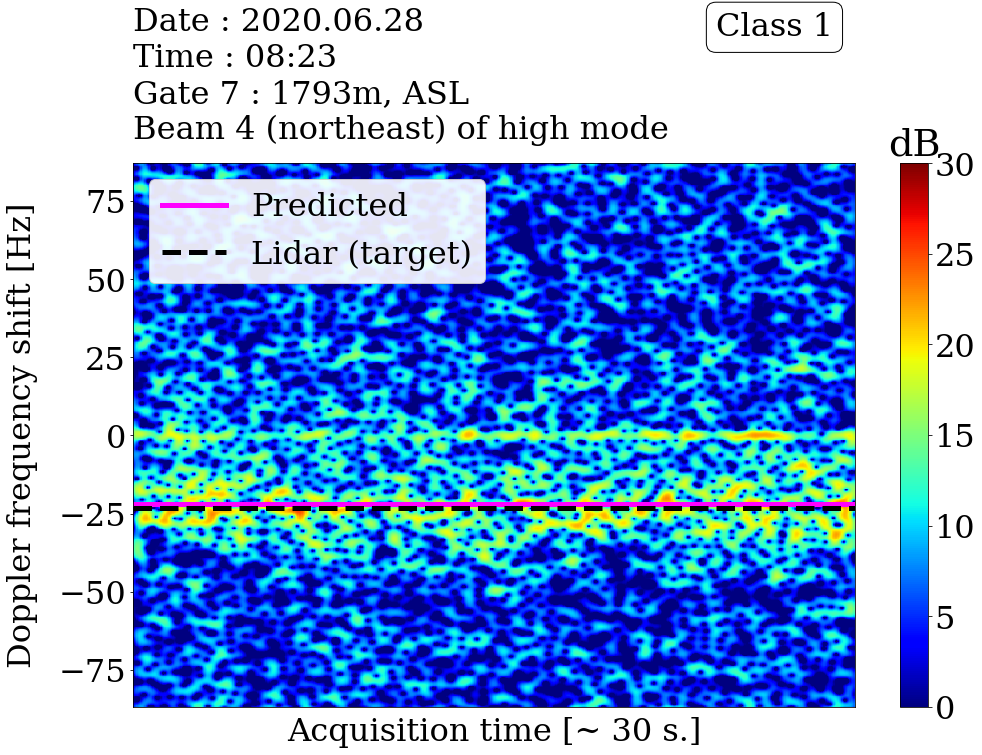 Date : 2020.06.28
Time : 08:23
Gate 7 : 1793m, ASL
Beam 4 (northeast) of high mode
Class 1
dB
Predicted
Lidar (target)
Doppler frequency shift [Hz]
75
50
25
0
−25
−50
−75
30
25
20
15
10
5
0
Acquisition time [~ 30 s.]